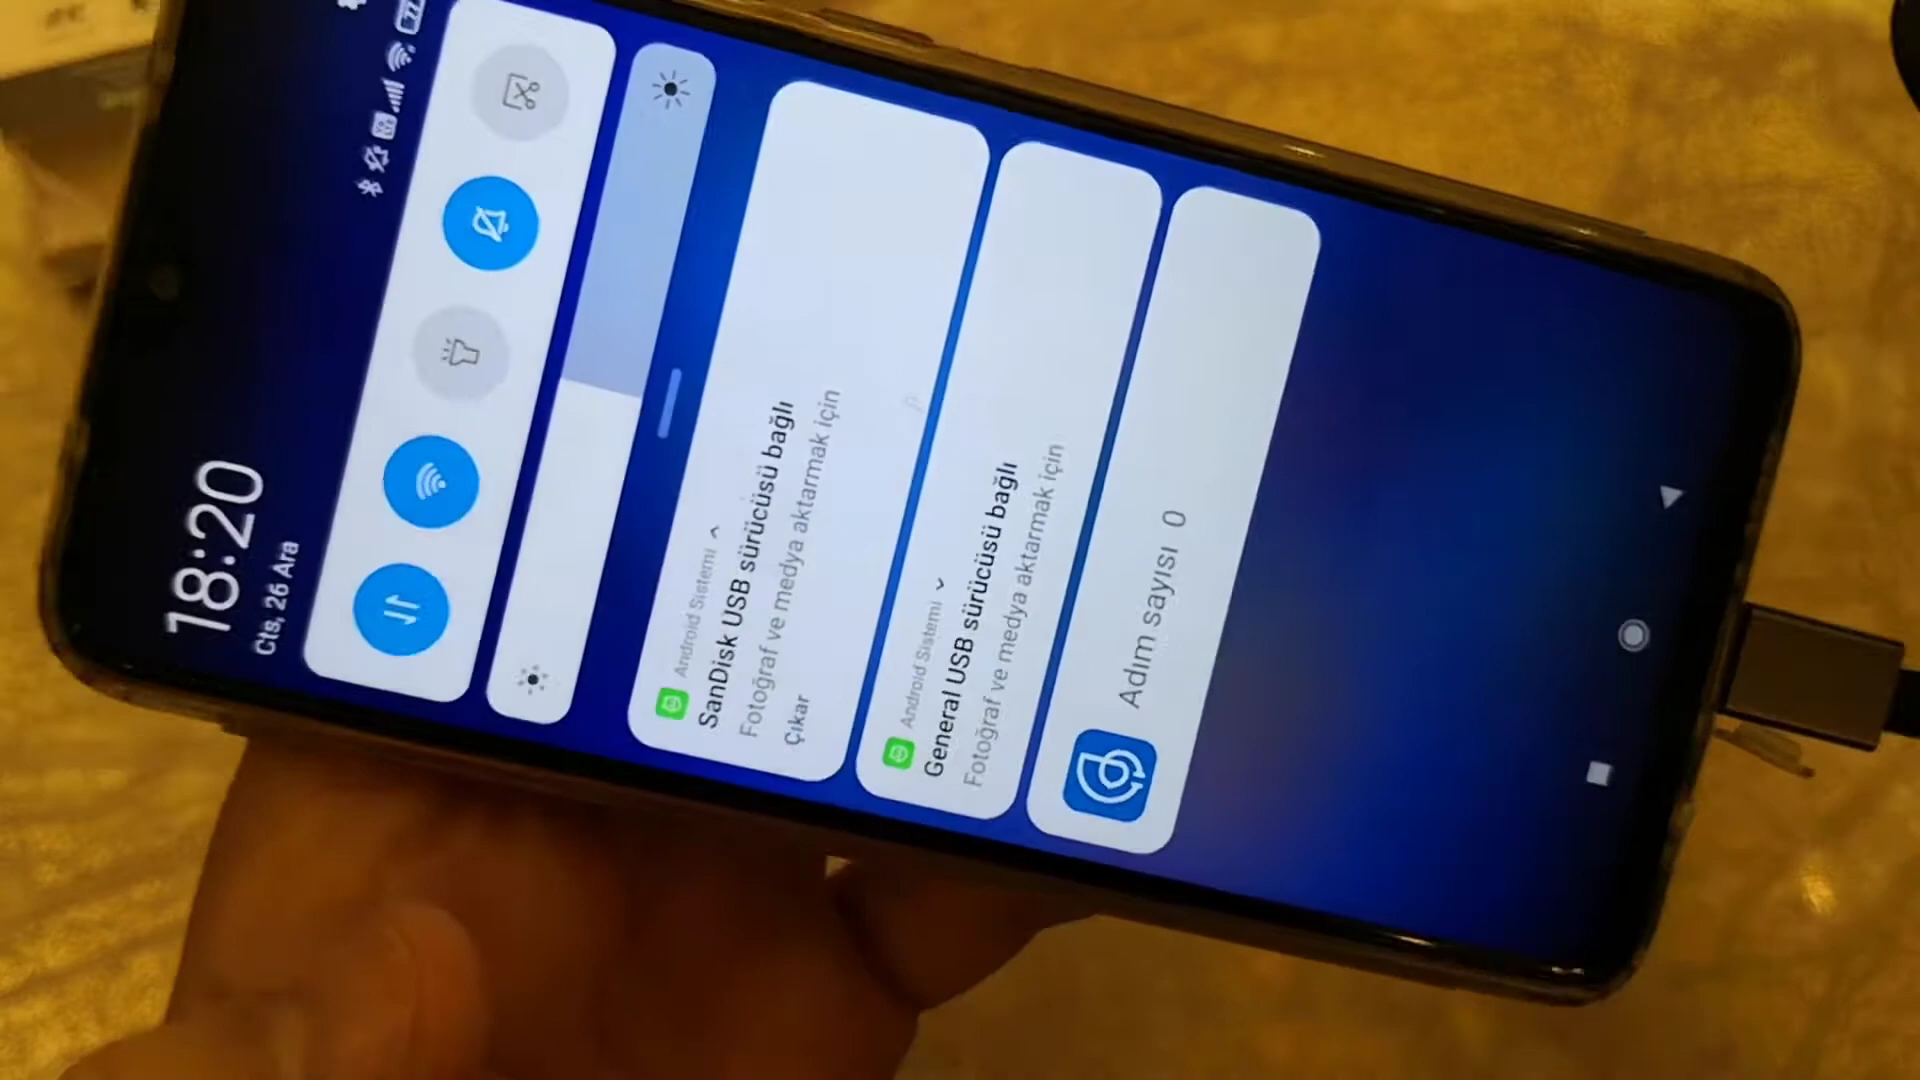 77
18:20
Cts, 26 Ara
Android Sistemi
SanDisk USB sürücüsü bağlı
Fotoğraf ve medya aktarmak için
Çıkar
Android Sistemi
General USB sürücüsü bağlı
Fotoğraf ve medya aktarmak için
Adım sayısı 0